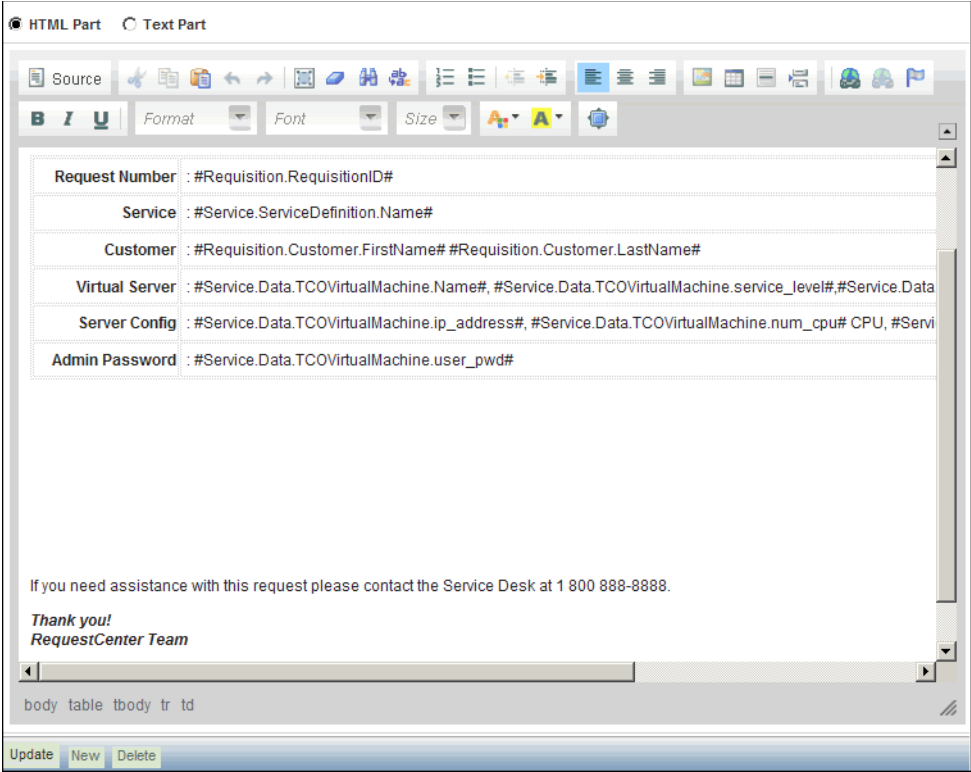 HTML Part Text Part
Source
B I U Format Font Size A A
Request Number : #Requisition.RequisitionID#
Service : #Service.ServiceDefinition.Name#
Customer : #Requisition.Customer.FirstName# #Requisition.Customer.LastName#
Virtual Server : #Service.Data.TCOVirtualMachine.Name#, #Service.Data.TCOVirtualMachine.service_level#,#Service.Data
Server Config : #Service.Data.TCOVirtualMachine.ip_address#, #Service.Data.TCOVirtualMachine.num_cpu# CPU, #Servi
Admin Password : #Service.Data.TCOVirtualMachine.user_pwd#
If you need assistance with this request please contact the Service Desk at 1 800 888-8888.
Thank you!
RequestCenter Team
body table tbody tr td
Update New Delete